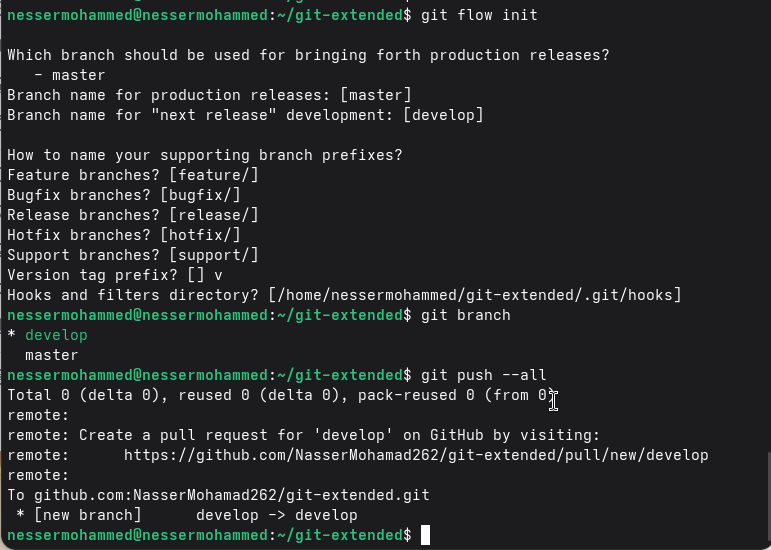 nessermohammed@nessermohammed:~/git-extended$ git flow init

Which branch should be used for bringing forth production releases?
   - master
Branch name for production releases: [master]
Branch name for "next release" development: [develop]

How to name your supporting branch prefixes?
Feature branches? [feature/]
Bugfix branches? [bugfix/]
Release branches? [release/]
Hotfix branches? [hotfix/]
Support branches? [support/]
Version tag prefix? [] v
Hooks and filters directory? [/home/nessermohammed/git-extended/.git/hooks]
nessermohammed@nessermohammed:~/git-extended$ git branch
* develop
  master
nessermohammed@nessermohammed:~/git-extended$ git push --all
Total 0 (delta 0), reused 0 (delta 0), pack-reused 0 (from 0)
remote:
remote: Create a pull request for 'develop' on GitHub by visiting:
remote:      https://github.com/NasserMohamad262/git-extended/pull/new/develop
remote:
To github.com:NasserMohamad262/git-extended.git
 * [new branch]      develop -> develop
nessermohammed@nessermohammed:~/git-extended$